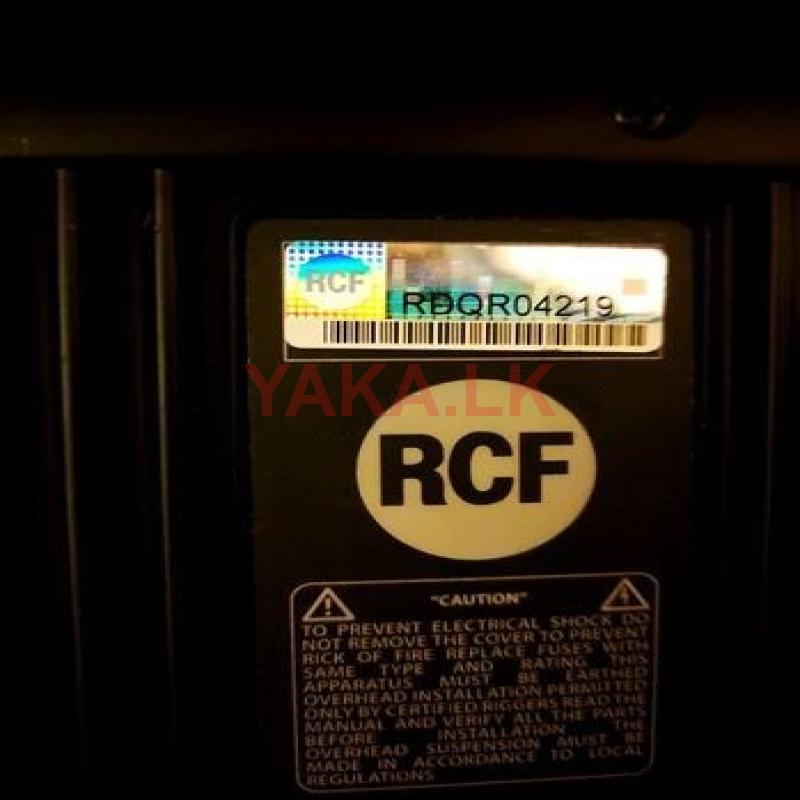 RCF
RDQR04219
YAKA.LK
RCF
"CAUTION"
TO PREVENT ELECTRICAL SHOCK DO
NOT REMOVE THE COVER TO PREVENT
RICK OF FIRE REPLACE FUSES WITH
SAME TYPE AND RATING THIS
APPARATUS MUST BE EARTHED
OVERHEAD INSTALLATION PERMITTED
ONLY BY CERTIFIED RIGGERS READ THE
MANUAL AND VERIFY ALL THE PARTS
BEFORE INSTALLATION THE
OVERHEAD SUSPENSION MUST BE
MADE IN ACCORDANCE TO LOCAL
REGULATIONS